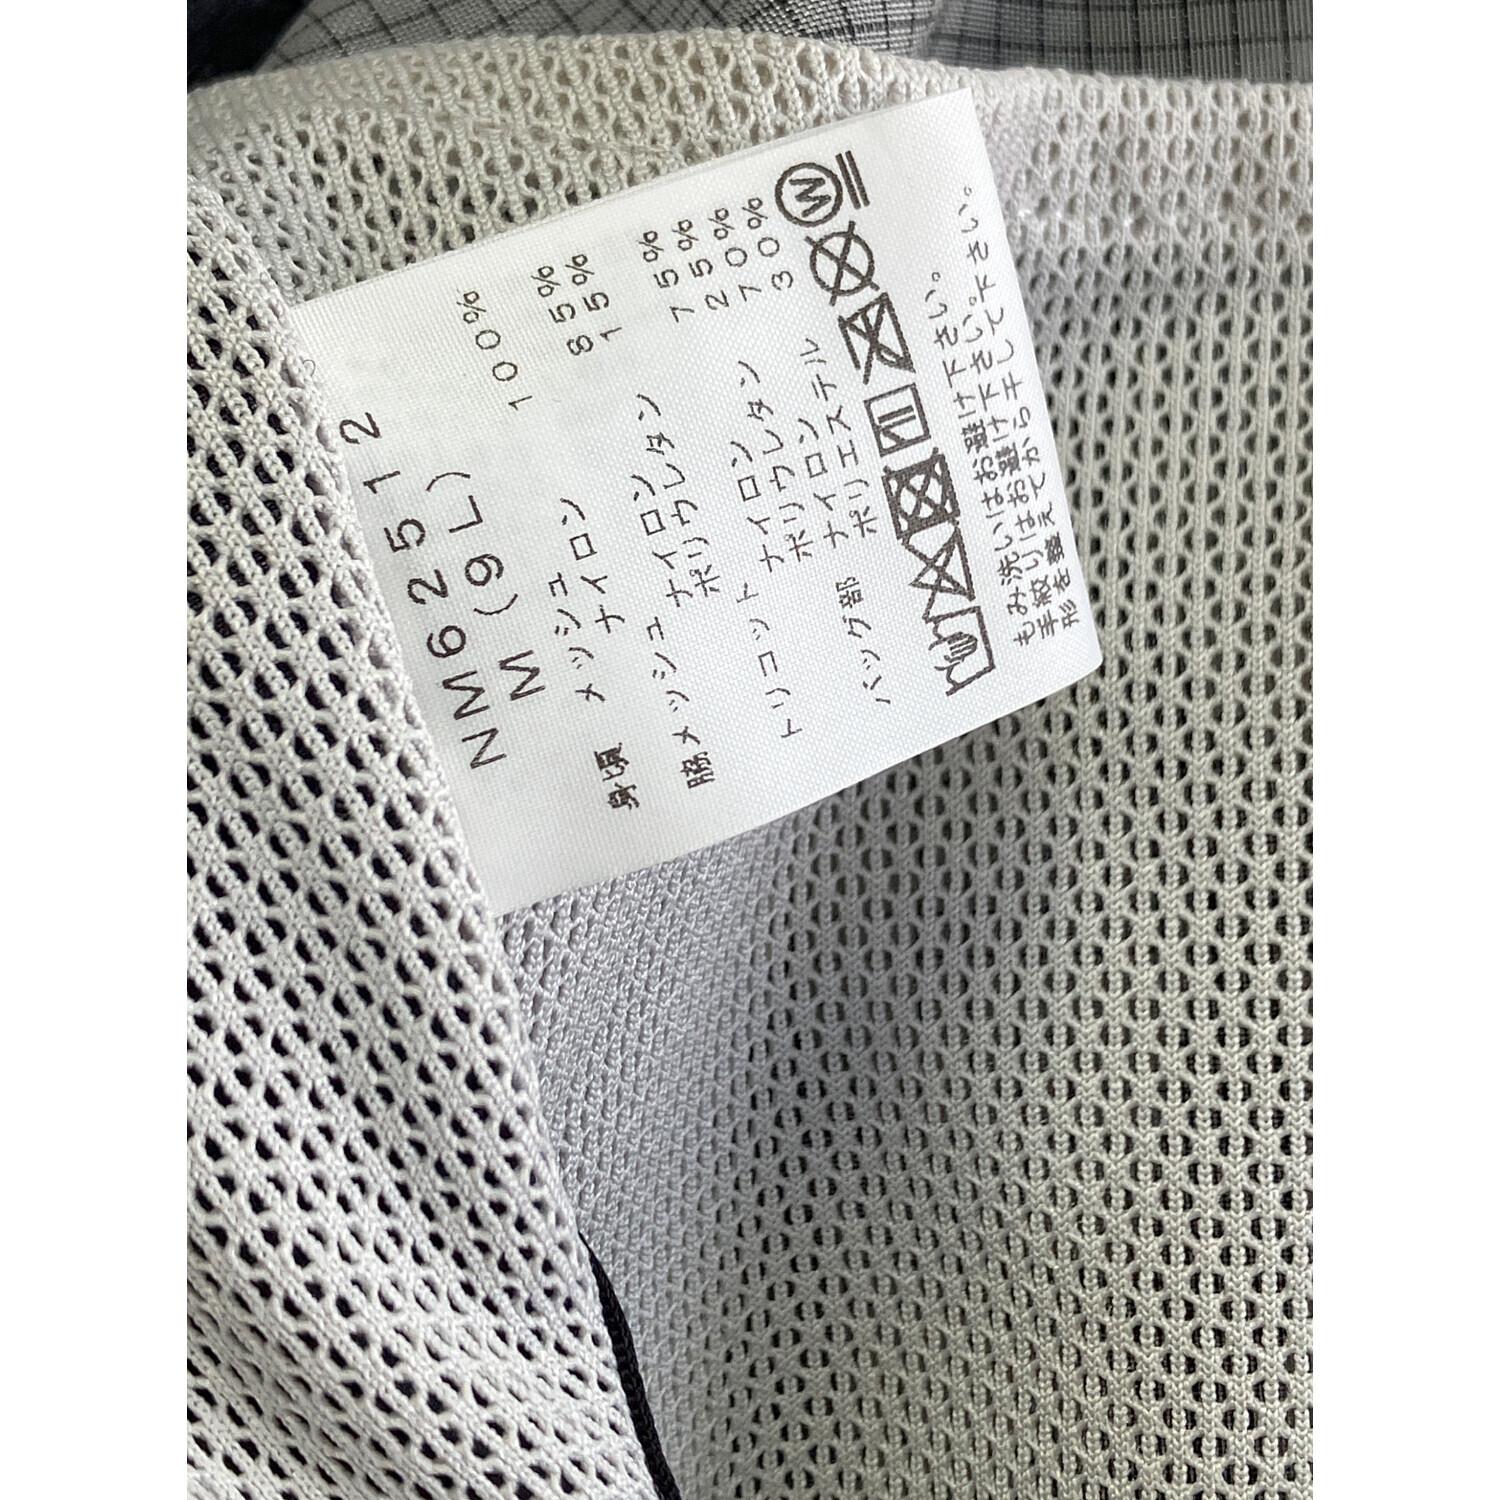 NM62512
M (9L)
身頃 メッシュ
ナイロン 100%
脇メッシュ ナイロン 85%
ポリウレタン 15%
トリコット ナイロン 75%
ポリウレタン 25%
バッグ部 ナイロン 70%
ポリエステル 30%
W
もみ洗いはお避け下さい。
手絞りはお避け下さい。
形を整えてから干して下さい。